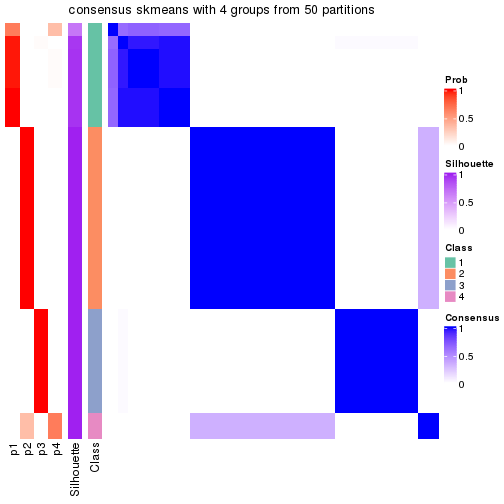 consensus skmeans with 4 groups from 50 partitions
Prob
1
0.5
0
Silhouette
1
0.5
0
Class
1
2
3
4
Consensus
1
0.5
0
p1
p2
p3
p4
Silhouette
Class